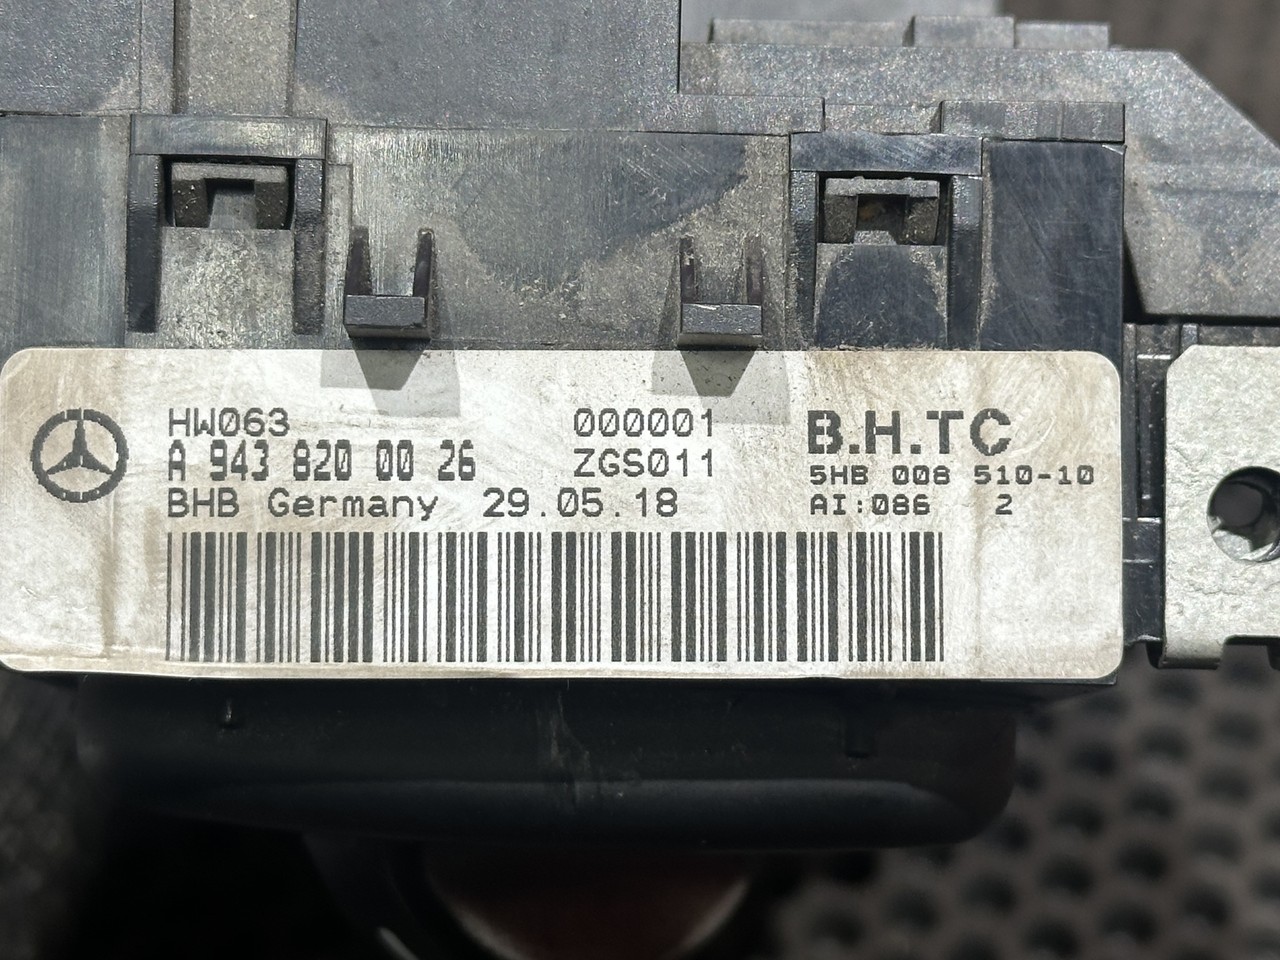 HW063 000001
A 943 820 00 26 ZGS011
BHB Germany 29.05.18
B.H.TC
5HB 008 510-10
AI:086 2